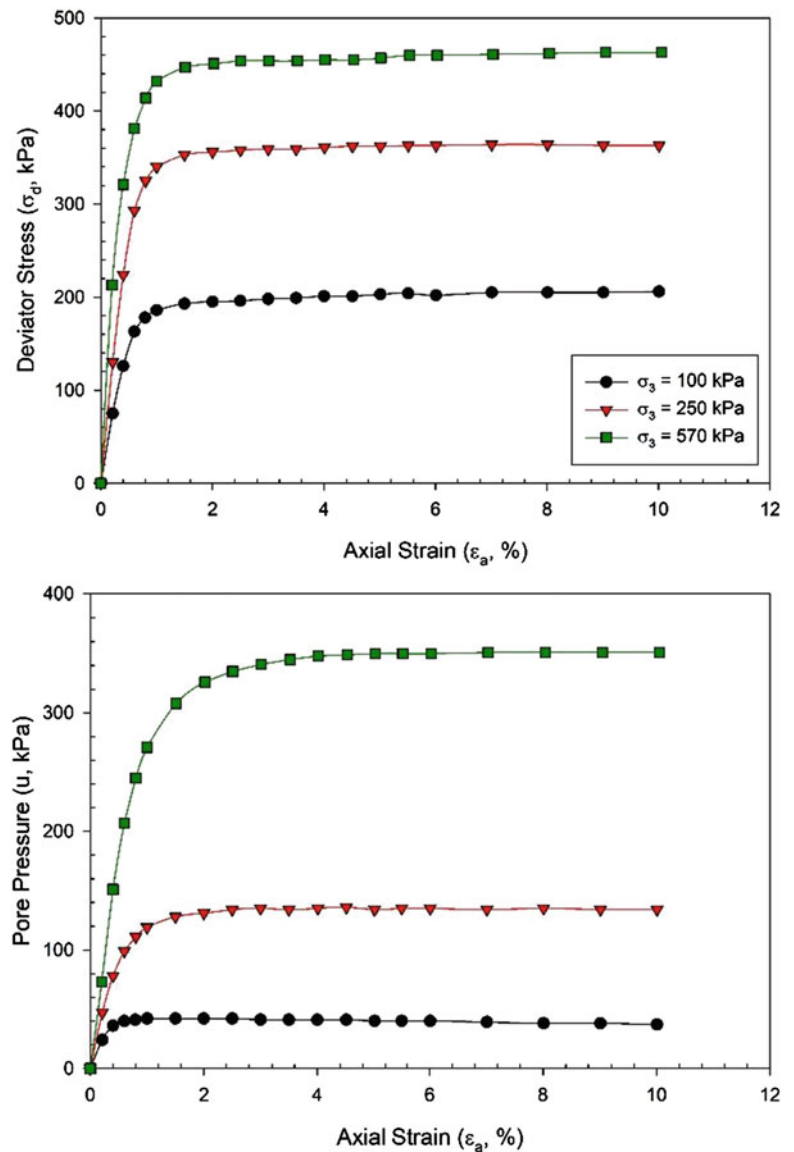 500
400
300
200
100
0
Deviator Stress (σd, kPa)
σ3 = 100 kPa
σ3 = 250 kPa
σ3 = 570 kPa
0 2 4 6 8 10 12
Axial Strain (εa, %)
400
300
200
100
0
Pore Pressure (u, kPa)
0 2 4 6 8 10 12
Axial Strain (εa, %)